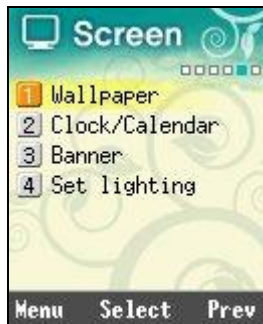 Screen
1 Wallpaper
2 Clock/Calendar
3 Banner
4 Set lighting
Menu Select Prev